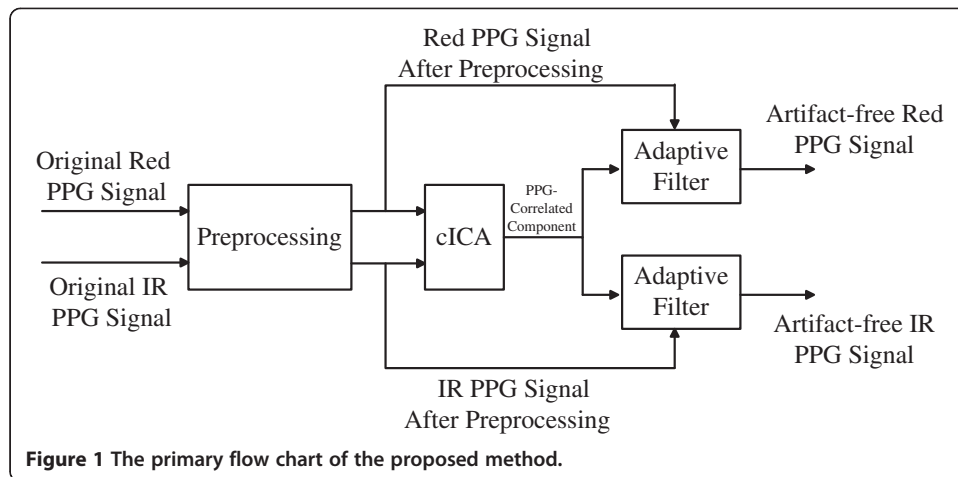 Red PPG Signal
After Preprocessing
Original Red
PPG Signal
Preprocessing
Original IR
PPG Signal
cICA
PPG-
Correlated
Component
Adaptive
Filter
Artifact-free Red
PPG Signal
Adaptive
Filter
Artifact-free IR
PPG Signal
IR PPG Signal
After Preprocessing
Figure 1 The primary flow chart of the proposed method.